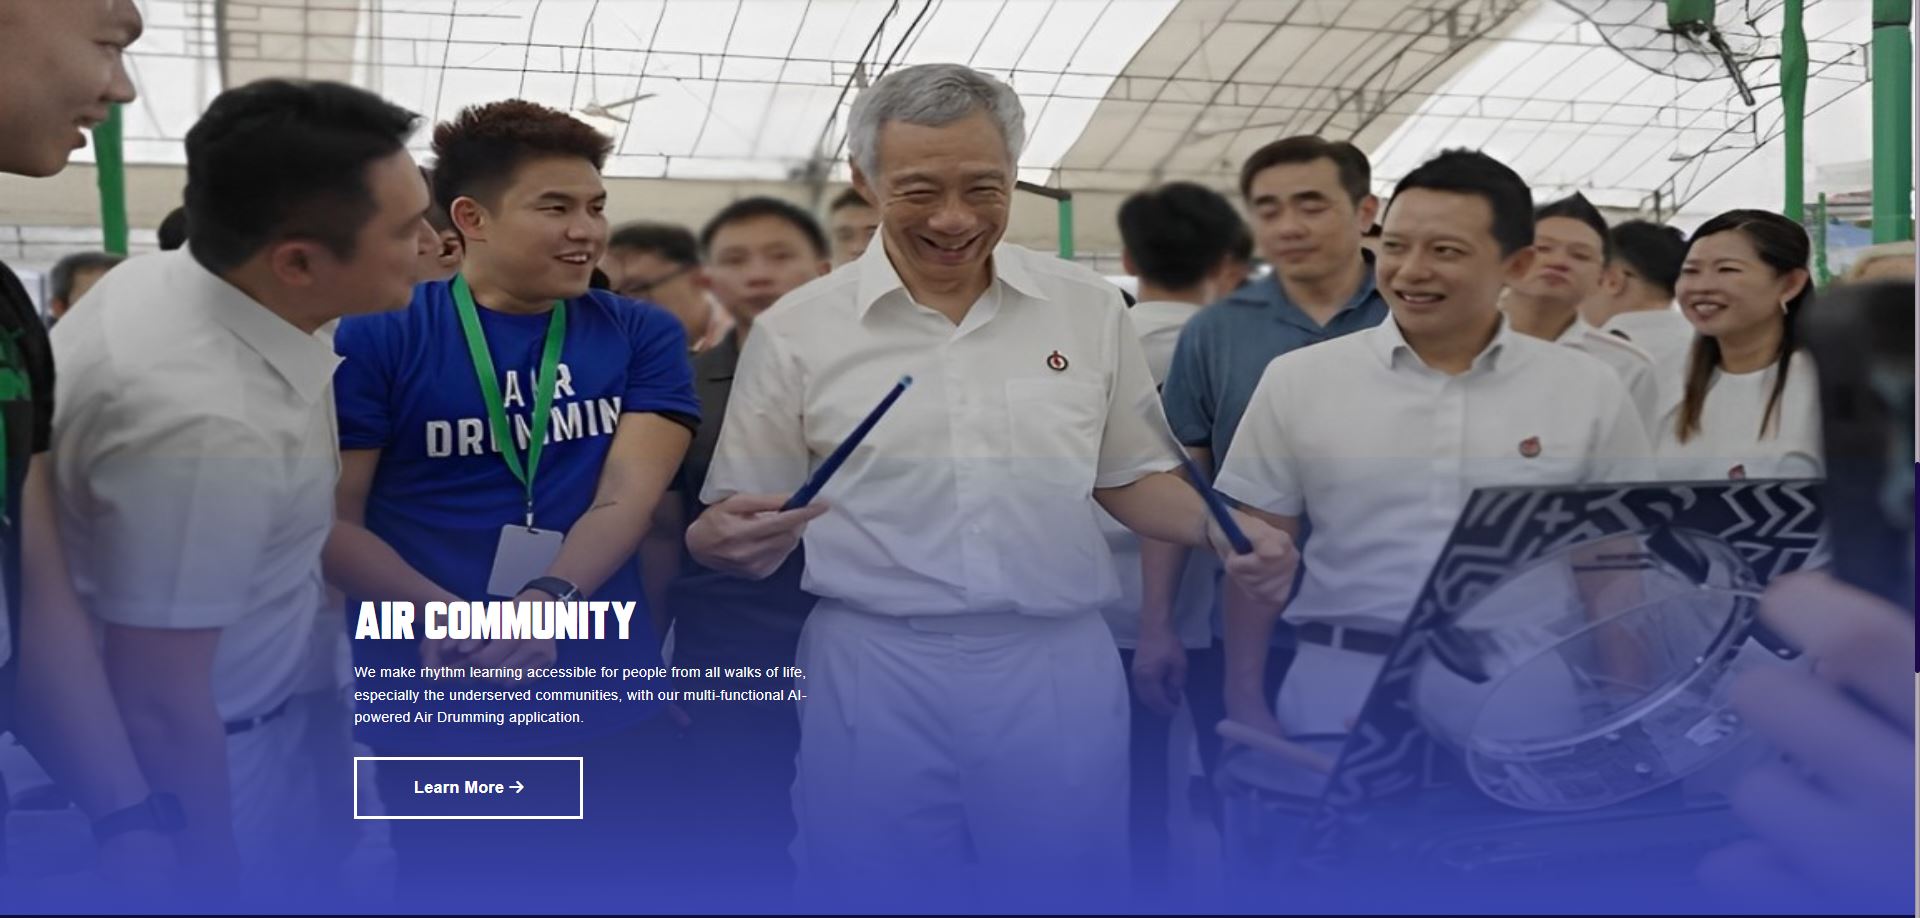 AIR
DRUMMIN
AIR COMMUNITY
We make rhythm learning accessible for people from all walks of life,
especially the underserved communities, with our multi-functional AI-
powered Air Drumming application.
Learn More →